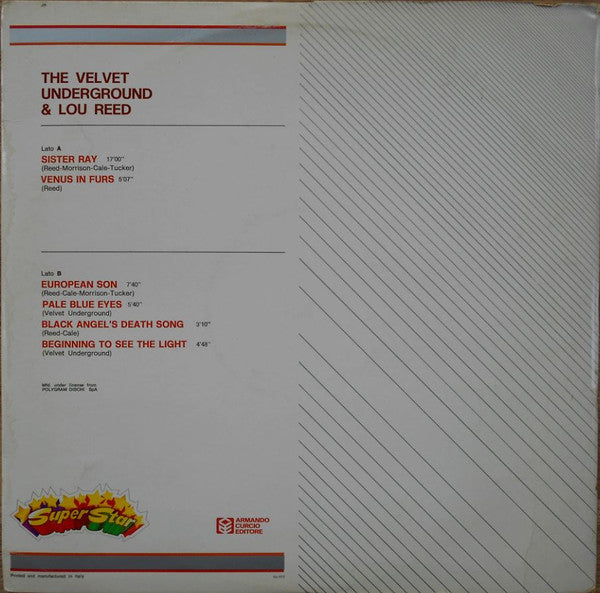 THE VELVET
UNDERGROUND
& LOU REED
Lato A
SISTER RAY 17'00"
(Reed-Morrison-Cale-Tucker)
VENUS IN FURS 5'07"
(Reed)
Lato B
EUROPEAN SON 7'40"
(Reed-Cale-Morrison-Tucker)
PALE BLUE EYES 5'40"
(Velvet Underground)
BLACK ANGEL'S DEATH SONG 3'10"
(Reed-Cale)
BEGINNING TO SEE THE LIGHT 4'48"
(Velvet Underground)
Mfd. under license from
POLYGRAM DISCHI, SpA
Super Star
ARMANDO
CURCIO
EDITORE
Printed and manufactured in Italy